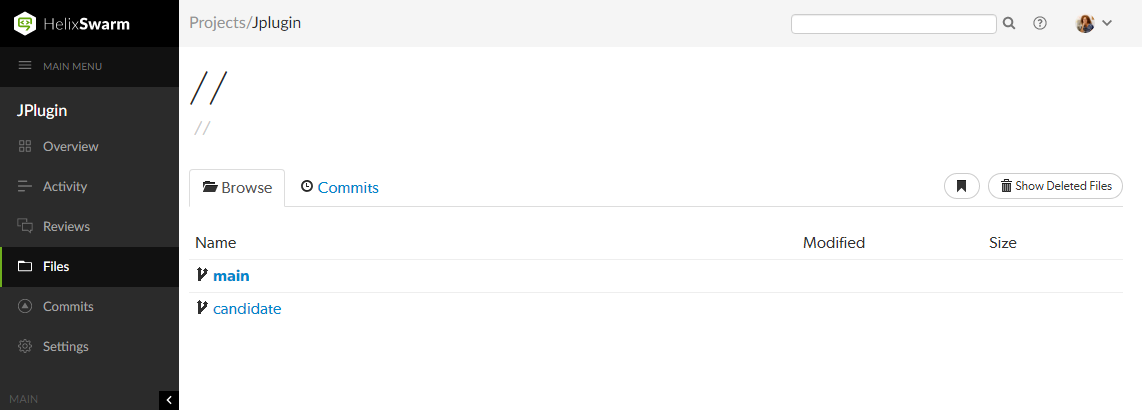 HelixSwarm
Projects/Jplugin
MAIN MENU
//
//
JPlugin
Overview
Activity
Reviews
Files
Commits
Settings
MAIN
Browse
Commits
Show Deleted Files
Name Modified Size
main
candidate